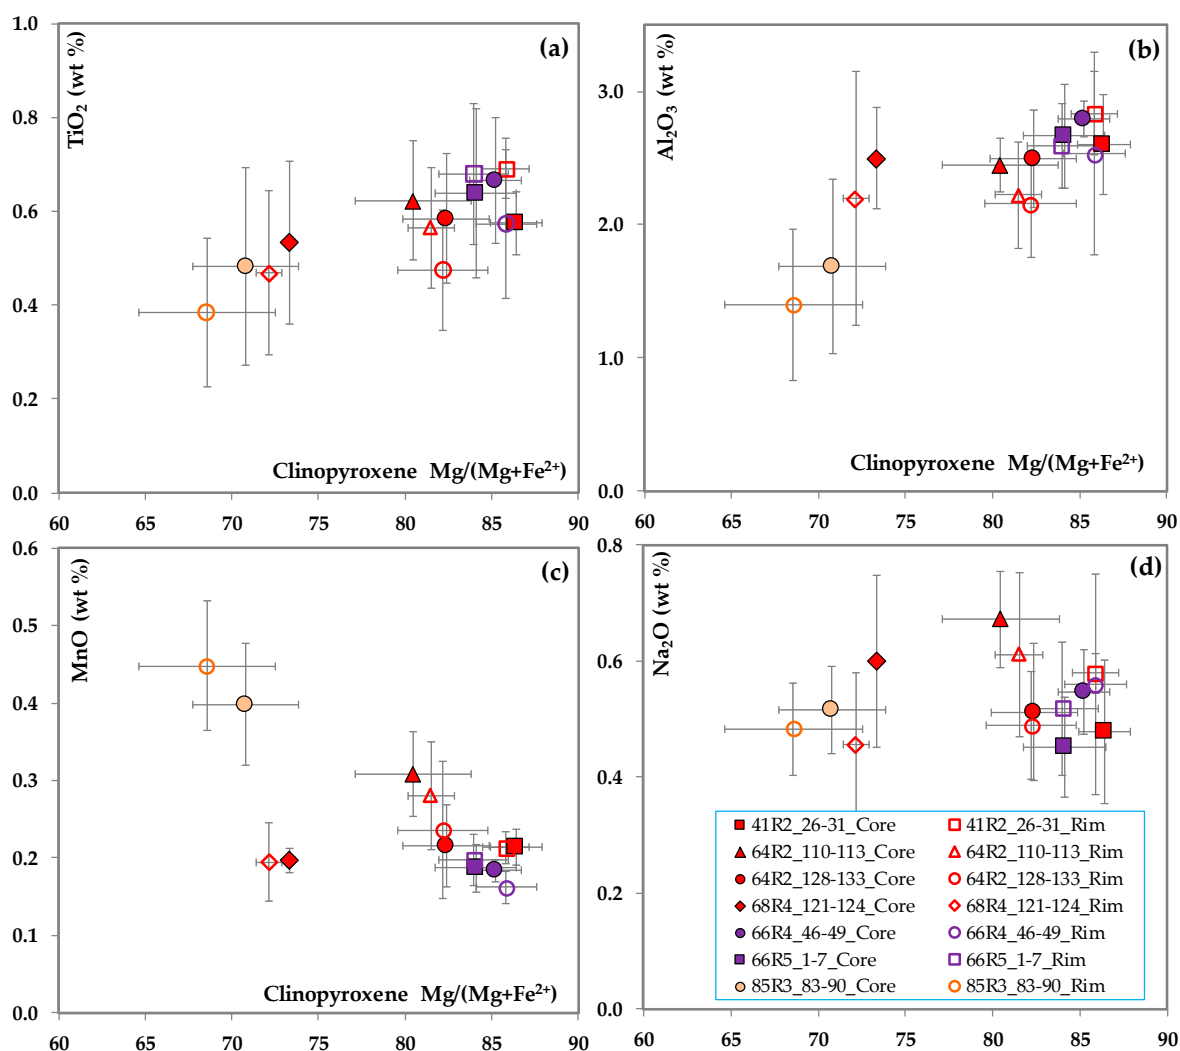 (a)
TiO₂ (wt %)
1.0
0.8
0.6
0.4
0.2
0.0
Clinopyroxene Mg/(Mg+Fe²⁺)
60 65 70 75 80 85 90
(b)
Al₂O₃ (wt %)
3.0
2.0
1.0
0.0
Clinopyroxene Mg/(Mg+Fe²⁺)
60 65 70 75 80 85 90
(c)
MnO (wt %)
0.6
0.5
0.4
0.3
0.2
0.1
0.0
Clinopyroxene Mg/(Mg+Fe²⁺)
60 65 70 75 80 85 90
(d)
Na₂O (wt %)
0.8
0.6
0.4
0.2
0.0
41R2_26-31_Core 41R2_26-31_Rim
64R2_110-113_Core 64R2_110-113_Rim
64R2_128-133_Core 64R2_128-133_Rim
68R4_121-124_Core 68R4_121-124_Rim
66R4_46-49_Core 66R4_46-49_Rim
66R5_1-7_Core 66R5_1-7_Rim
85R3_83-90_Core 85R3_83-90_Rim
60 65 70 75 80 85 90